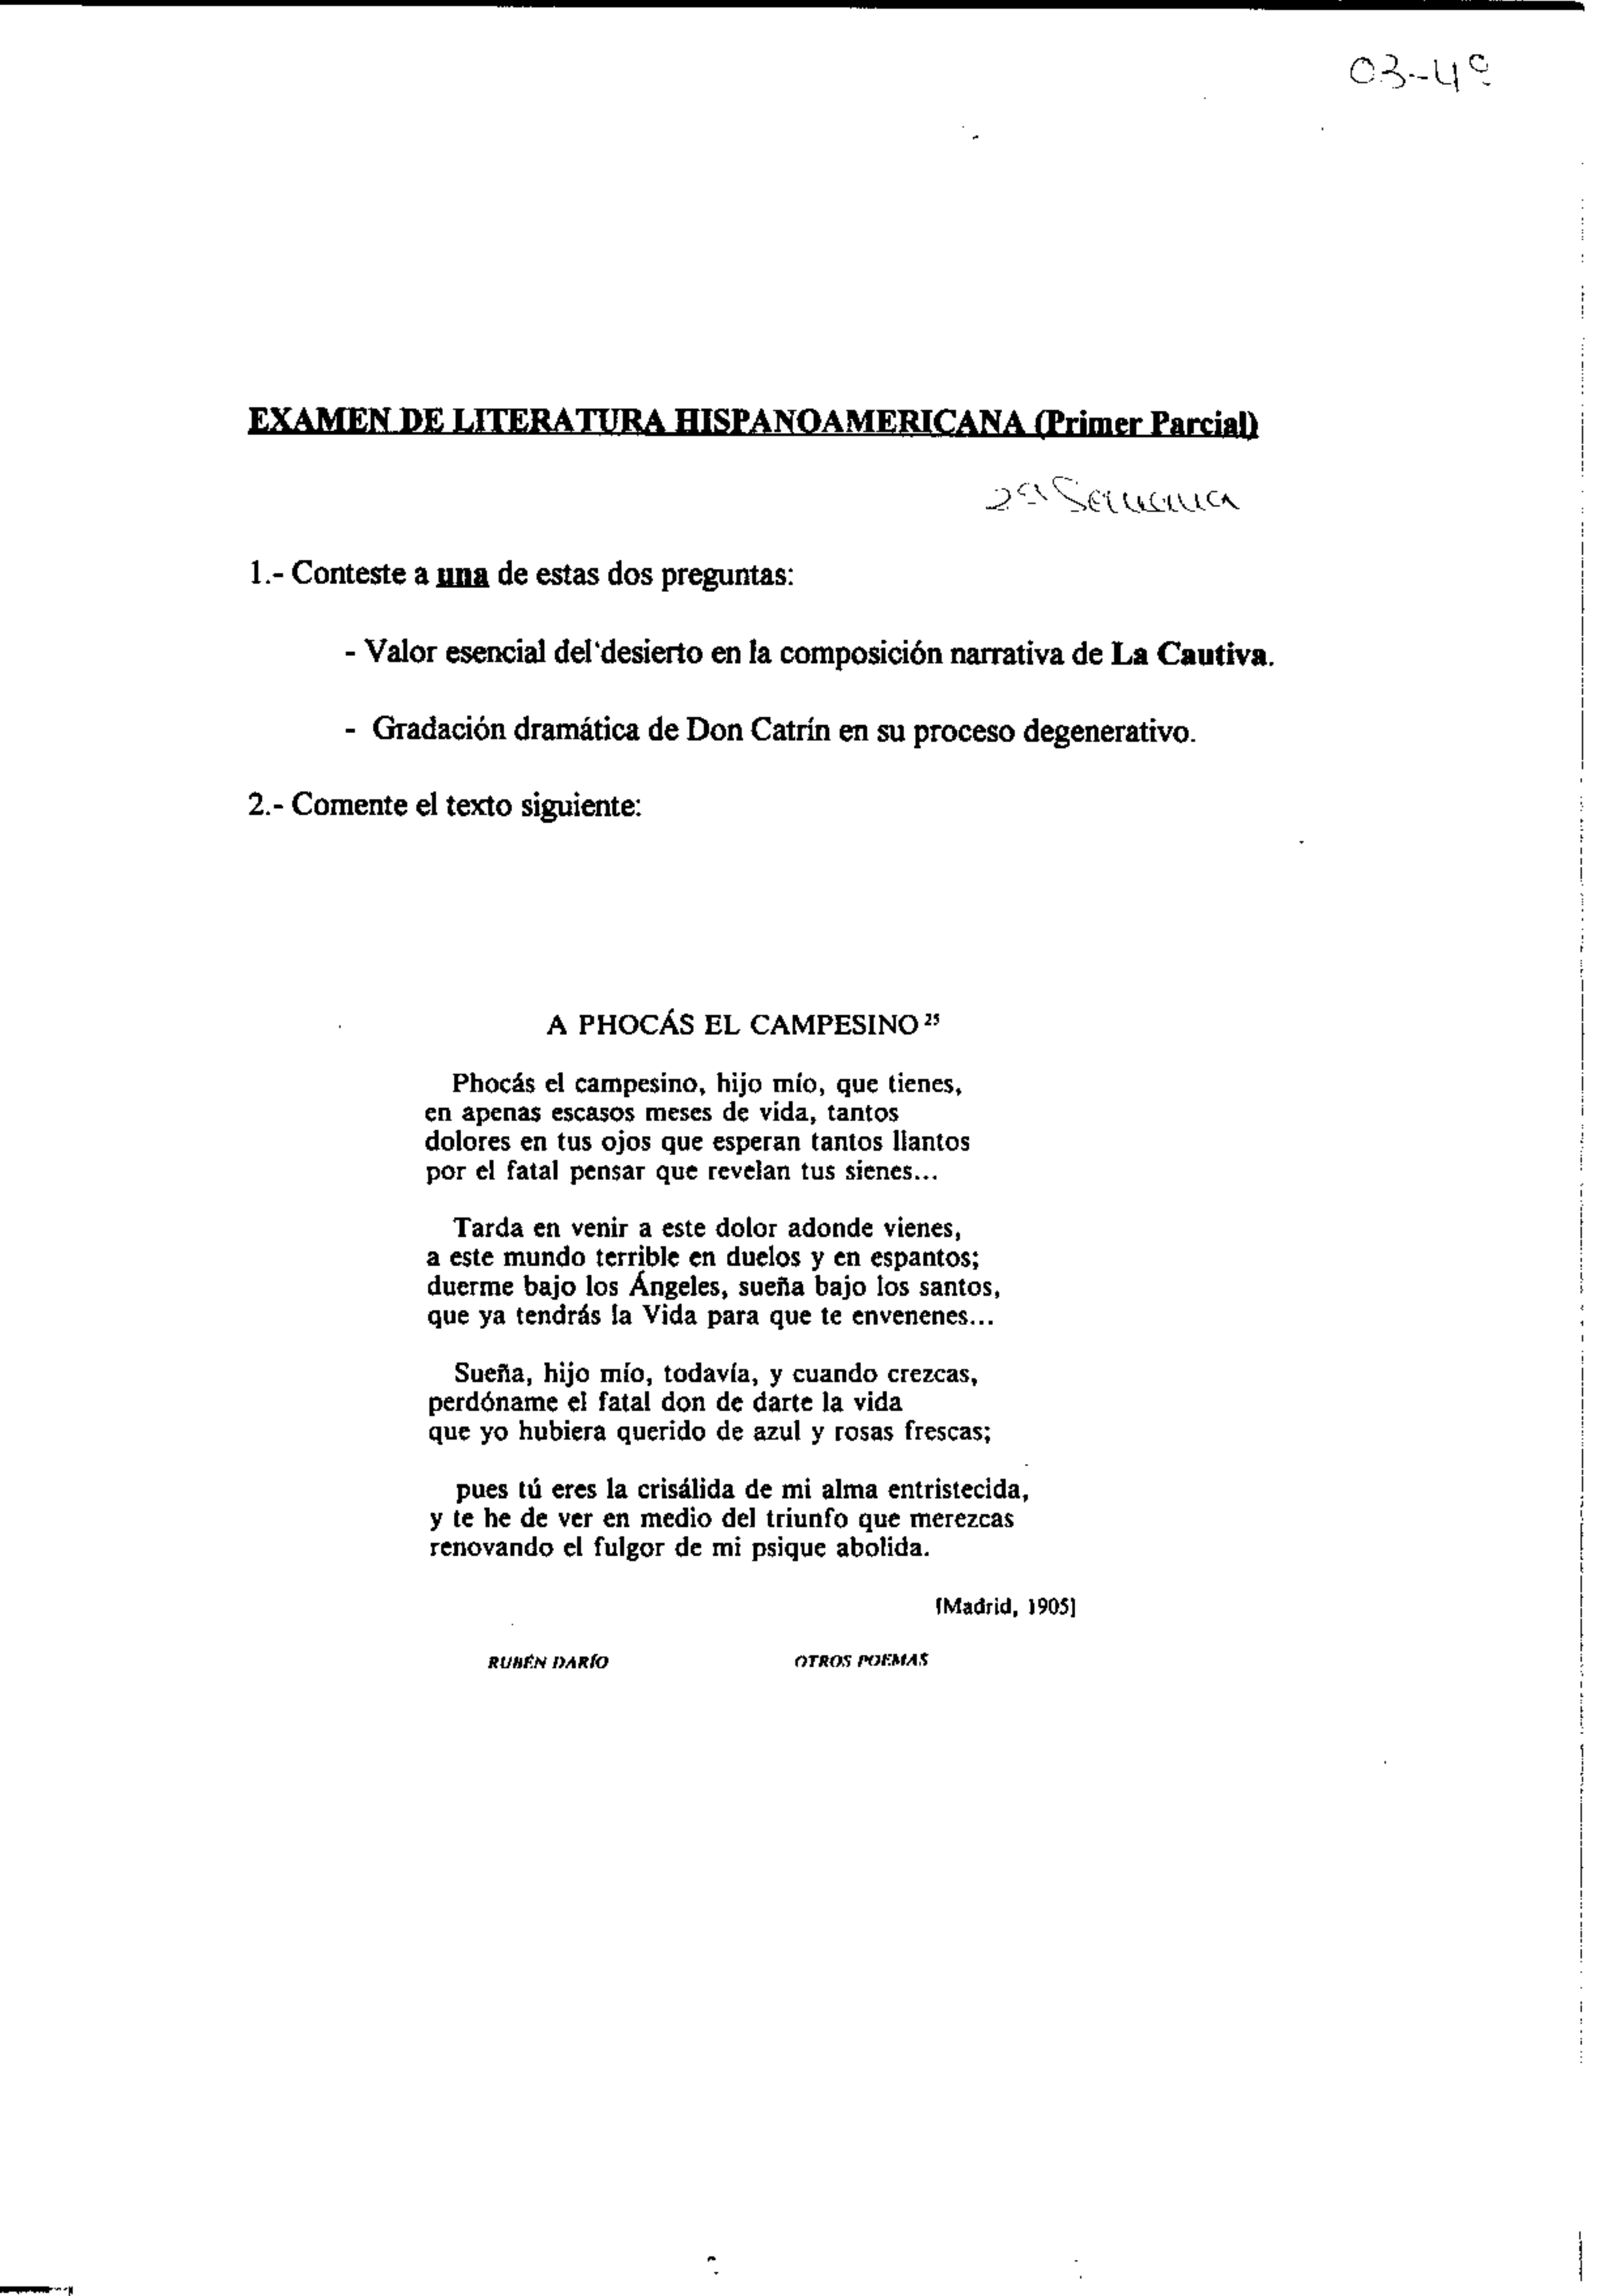 03-4º
EXAMEN DE LITERATURA HISPANOAMERICANA (Primer Parcial)
2ª Semana
1.- Conteste a una de estas dos preguntas:
- Valor esencial del desierto en la composición narrativa de La Cautiva.
- Gradación dramática de Don Catrín en su proceso degenerativo.
2.- Comente el texto siguiente:
A PHOCÁS EL CAMPESINO 25
Phocás el campesino, hijo mío, que tienes,
en apenas escasos meses de vida, tantos
dolores en tus ojos que esperan tantos llantos
por el fatal pensar que revelan tus sienes...
Tarda en venir a este dolor adonde vienes,
a este mundo terrible en duelos y en espantos;
duerme bajo los Ángeles, sueña bajo los santos,
que ya tendrás la Vida para que te envenenes...
Sueña, hijo mío, todavía, y cuando crezcas,
perdóname el fatal don de darte la vida
que yo hubiera querido de azul y rosas frescas;
pues tú eres la crisálida de mi alma entristecida,
y te he de ver en medio del triunfo que merezcas
renovando el fulgor de mi psique abolida.
[Madrid, 1905]
RUBÉN DARÍO OTROS POEMAS